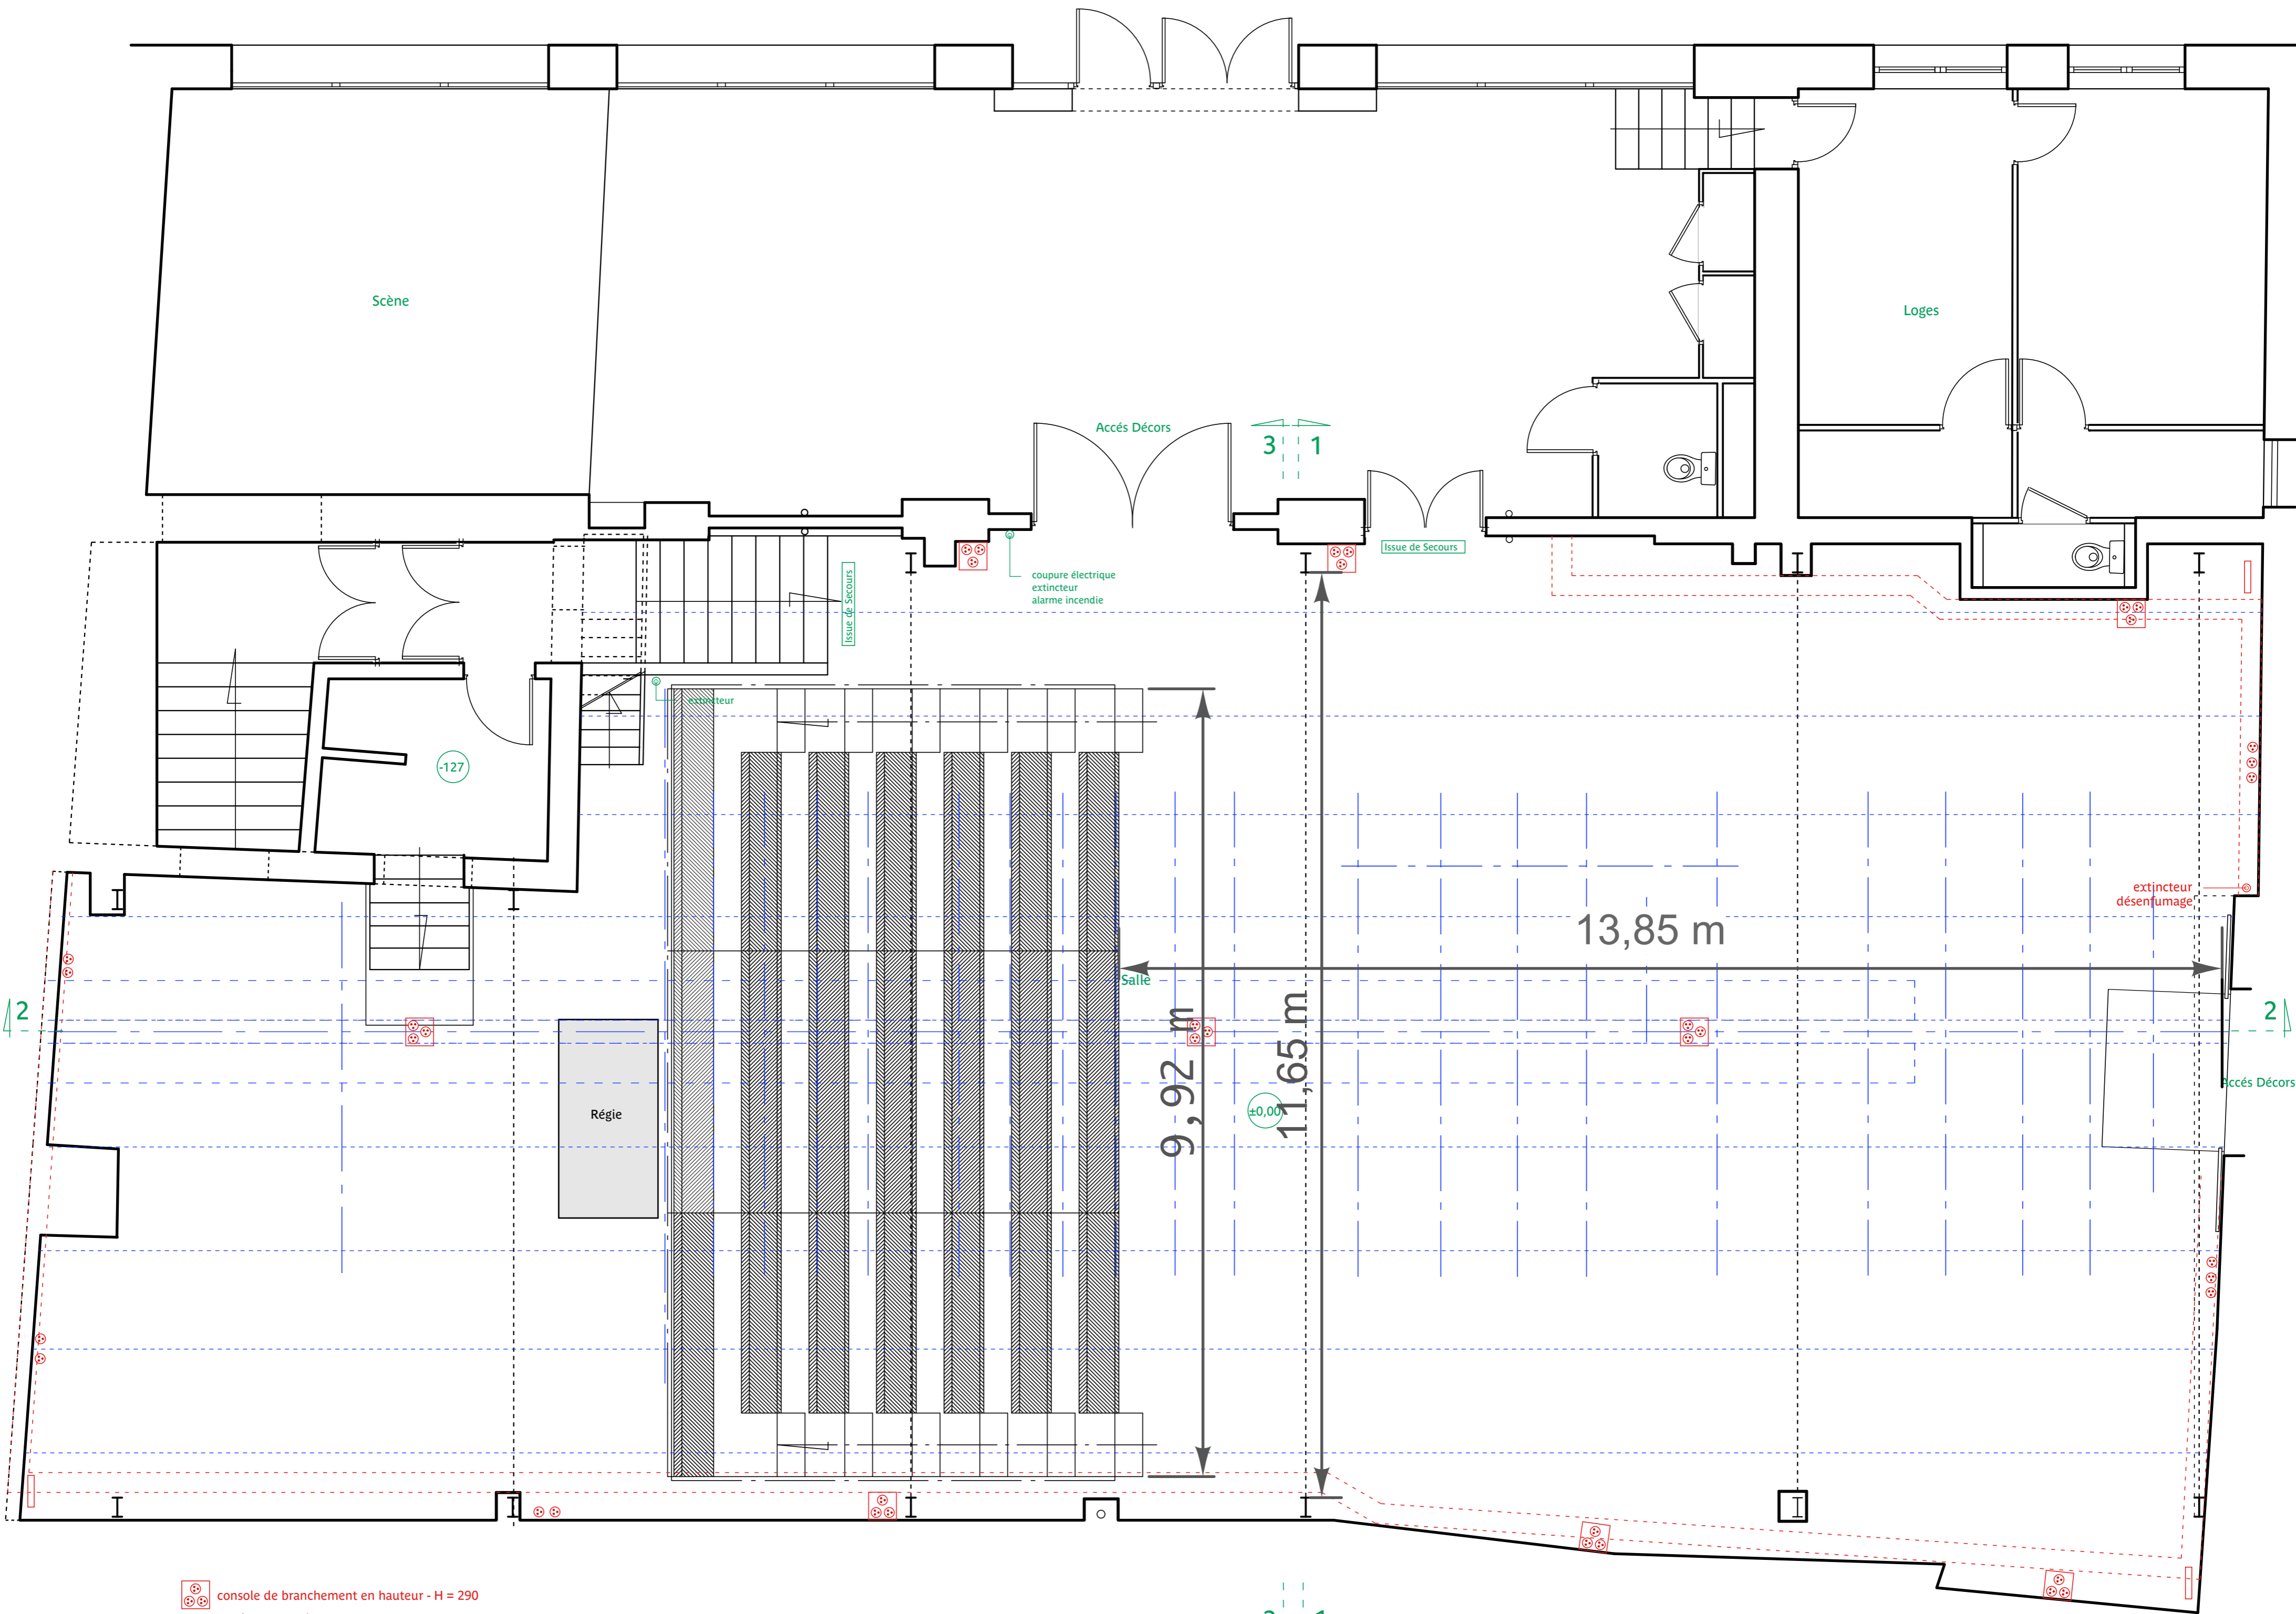 Scène
Loges
Accés Décors
3 1
Issue de Secours
Issue de Secours
coupure électrique
extincteur
alarme incendie
extincteur
-127
extincteur
désenfumage
13,85 m
Salle
2
2
9,92 m
11,65 m
Accés Décors
±0,00
Régie
console de branchement en hauteur - H = 290